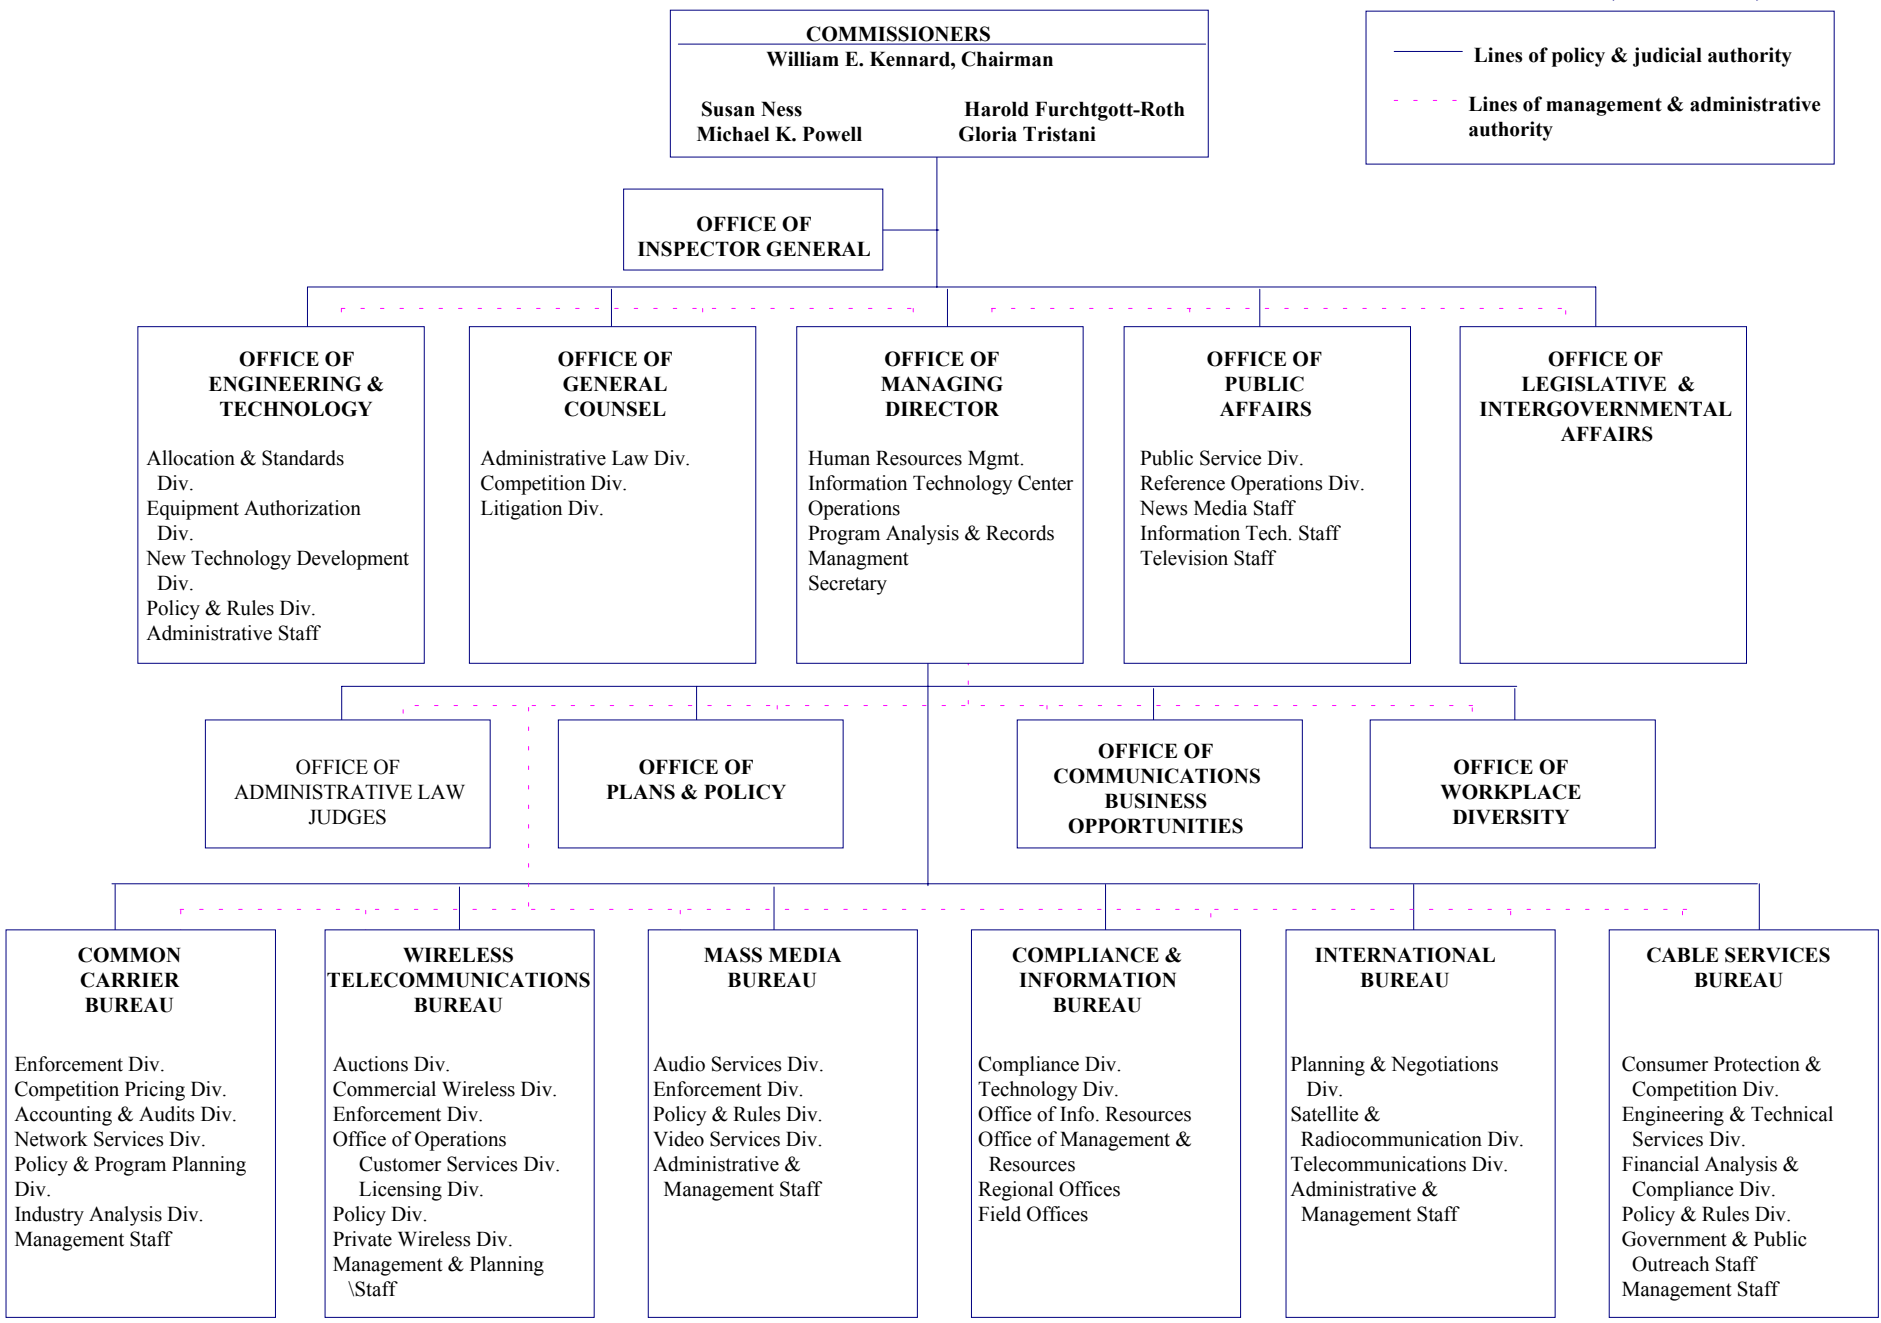 COMMISSIONERS
William E. Kennard, Chairman
Susan Ness Harold Furchtgott-Roth
Michael K. Powell Gloria Tristani
Lines of policy & judicial authority
Lines of management & administrative
authority
OFFICE OF
INSPECTOR GENERAL
OFFICE OF
ENGINEERING &
TECHNOLOGY
Allocation & Standards
Div.
Equipment Authorization
Div.
New Technology Development
Div.
Policy & Rules Div.
Administrative Staff
OFFICE OF
GENERAL
COUNSEL
Administrative Law Div.
Competition Div.
Litigation Div.
OFFICE OF
MANAGING
DIRECTOR
Human Resources Mgmt.
Information Technology Center
Operations
Program Analysis & Records
Managment
Secretary
OFFICE OF
PUBLIC
AFFAIRS
Public Service Div.
Reference Operations Div.
News Media Staff
Information Tech. Staff
Television Staff
OFFICE OF
LEGISLATIVE &
INTERGOVERNMENTAL
AFFAIRS
OFFICE OF
ADMINISTRATIVE LAW
JUDGES
OFFICE OF
PLANS & POLICY
OFFICE OF
COMMUNICATIONS
BUSINESS
OPPORTUNITIES
OFFICE OF
WORKPLACE
DIVERSITY
COMMON
CARRIER
BUREAU
Enforcement Div.
Competition Pricing Div.
Accounting & Audits Div.
Network Services Div.
Policy & Program Planning
Div.
Industry Analysis Div.
Management Staff
WIRELESS
TELECOMMUNICATIONS
BUREAU
Auctions Div.
Commercial Wireless Div.
Enforcement Div.
Office of Operations
Customer Services Div.
Licensing Div.
Policy Div.
Private Wireless Div.
Management & Planning
\Staff
MASS MEDIA
BUREAU
Audio Services Div.
Enforcement Div.
Policy & Rules Div.
Video Services Div.
Administrative &
Management Staff
COMPLIANCE &
INFORMATION
BUREAU
Compliance Div.
Technology Div.
Office of Info. Resources
Office of Management &
Resources
Regional Offices
Field Offices
INTERNATIONAL
BUREAU
Planning & Negotiations
Div.
Satellite &
Radiocommunication Div.
Telecommunications Div.
Administrative &
Management Staff
CABLE SERVICES
BUREAU
Consumer Protection &
Competition Div.
Engineering & Technical
Services Div.
Financial Analysis &
Compliance Div.
Policy & Rules Div.
Government & Public
Outreach Staff
Management Staff